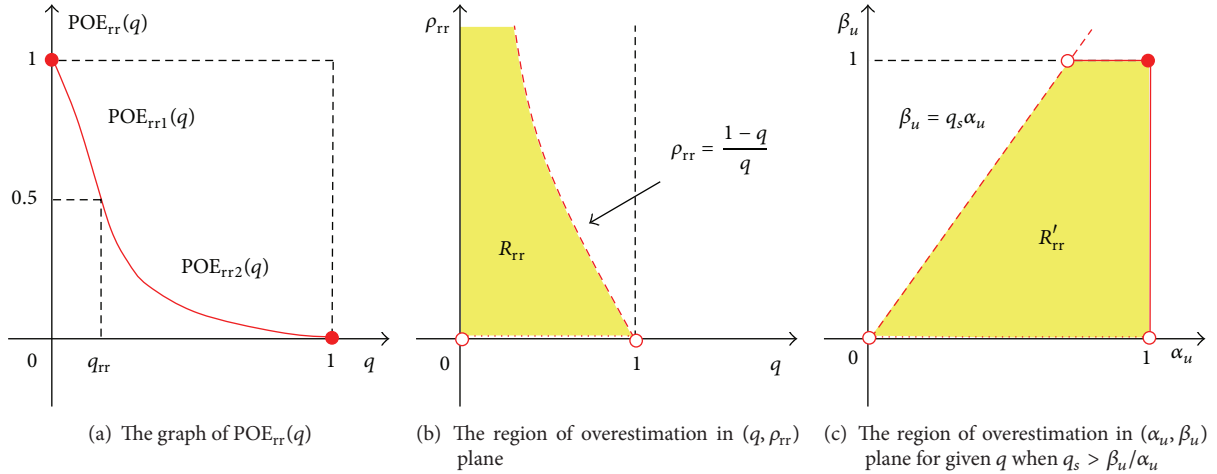 POE_rr(q)
1
POE_rr1(q)
0.5
POE_rr2(q)
0
q_rr
1
q
(a) The graph of POE_rr(q)
ρ_rr
ρ_rr = (1 − q)/q
R_rr
0
1
q
(b) The region of overestimation in (q, ρ_rr)
plane
β_u
1
β_u = q_s α_u
R′_rr
0
1
α_u
(c) The region of overestimation in (α_u, β_u)
plane for given q when q_s > β_u/α_u